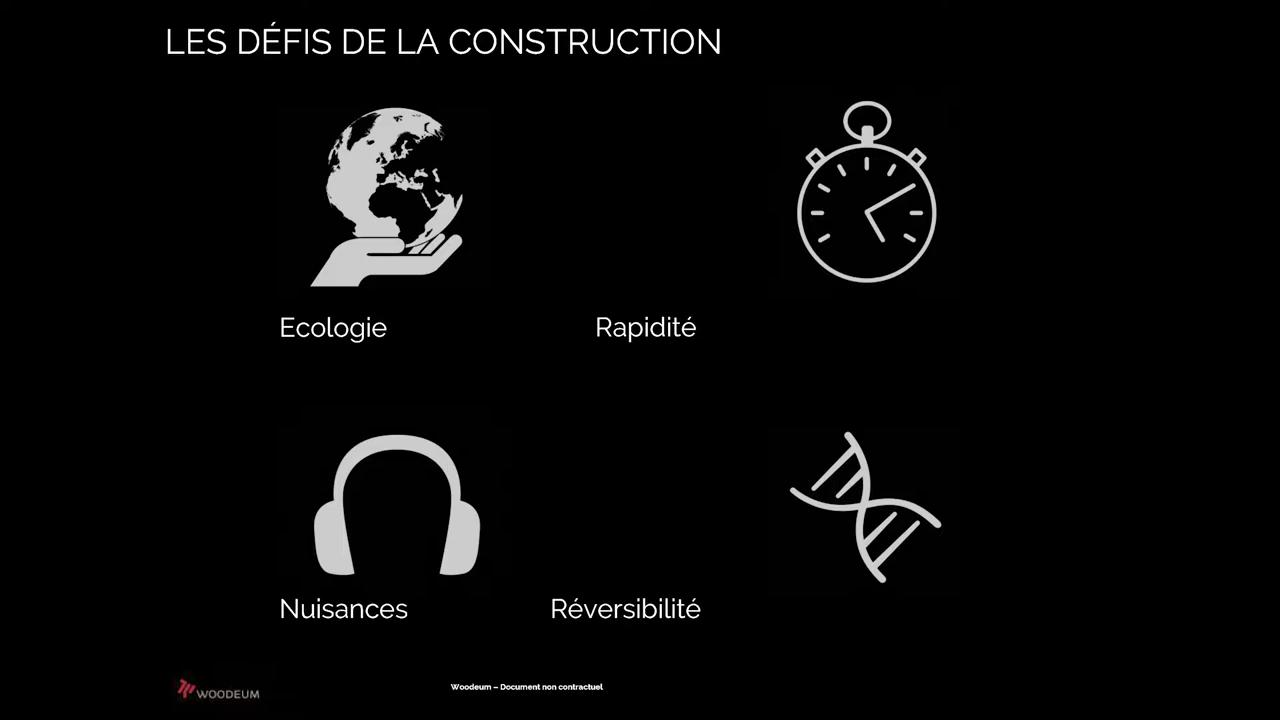 LES DÉFIS DE LA CONSTRUCTION
Ecologie
Rapidité
Nuisances
Réversibilité
WOODEUM
Woodeum – Document non contractuel